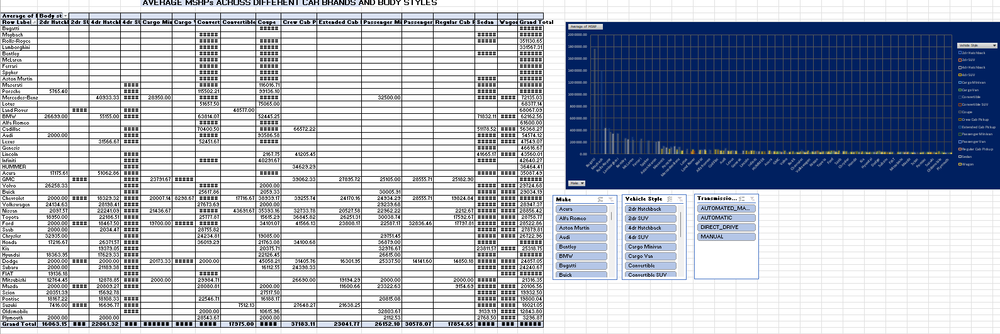 AVERAGE MSRPs ACROSS DIFFERENT CAR BRANDS AND BODY STYLES
Average of Body st
Row Label 2dr Hatchl 2dr SU 4dr Hatchl 4dr SU Cargo Min Cargo Convert Convertible Coupe Crew Cab P Extended Cab Passenger Mi Passenger Regular Cab F Sedan Wagon Grand Total
Bugatti ##### ######
Maybach ##### ##### ######
Rolls-Royce ##### ##### ##### 351130.65
Lamborghini ##### ##### 331567.31
Bentley ##### ##### ##### ######
McLaren ##### ##### ######
Ferrari ##### ##### ######
Spyker ##### ##### ######
Aston Martin ##### ##### ##### ######
Maserati #### ##### 116016.71 ##### ######
Porsche 5765.40 #### 115502.21 99136.10 ##### ######
Mercedes-Benz 40933.33 #### 28950.00 ##### ##### 32500.00 ##### #### 72135.03
Lotus 51657.50 75065.00 68377.14
Land Rover #### #### 48577.00 68067.09
BMW 26699.00 55155.00 #### 63814.07 52445.25 71832.11 #### 62162.56
Alfa Romeo ##### ##### 61600.00
Cadillac #### 70400.50 ##### 66572.22 51178.52 #### 56368.27
Audi 2000.00 #### ##### 93586.58 ##### #### 54574.12
Lexus 31566.67 #### 52451.67 ##### ##### #### 47549.07
Genesis ##### 46616.67
Lincoln #### 2167.75 41205.45 41665.17 #### 43560.01
Infiniti #### ##### 40291.67 ##### 42640.27
HUMMER #### 34629.29 36464.41
Acura 17175.61 51062.86 #### ##### ##### #### 35087.49
GMC #### #### 23791.67 ##### 39062.33 27895.72 25105.00 28555.71 25182.90 ######
Volvo 26258.33 #### ##### 2000.00 ##### #### 29724.68
Buick #### 25617.86 2059.33 30005.91 ##### #### 29034.19
Chevrolet 2000.00 #### 18329.32 #### 20007.14 8298.67 ##### 17716.67 38939.17 39255.74 24170.16 24934.29 28555.71 19824.84 ##### #### ######
Volkswagen 24134.63 28198.41 #### 27673.69 2000.00 29239.68 ##### #### 28947.37
Nissan 2037.57 22241.09 #### 21436.67 ##### 43691.67 35393.16 32733.78 20527.58 22962.22 2212.67 ##### #### 28856.42
Toyota 18950.00 #### 22186.51 #### 25777.87 15615.29 36845.82 26251.31 30038.74 17592.67 ##### #### 28758.77
Ford 2000.00 #### 18467.50 #### 19700.00 ##### ##### 34101.07 41566.13 23808.17 22587.17 32836.46 17797.81 ##### #### 28522.86
Saab 2000.00 2034.47 #### 28755.82 ##### #### 27879.81
Chrysler 32335.00 #### 24234.81 19085.00 29751.45 ##### #### 26722.96
Honda 17216.67 26371.57 #### 36019.29 21763.08 34100.68 36879.00 ##### #### ######
Kia 19379.05 #### 20375.71 32976.67 23811.57 #### 25318.75
Hyundai 18363.95 17629.33 #### 22126.45 26615.00 ##### ######
Dodge 2000.00 #### 2000.00 #### 20173.33 ##### 2000.00 45058.21 31405.76 16301.95 25337.50 14141.60 14850.18 ##### #### 24857.05
Subaru 2000.00 21189.38 #### 16112.55 24398.33 ##### #### 24240.67
FIAT 19136.18 ##### #### ######
Mitsubishi 12764.45 12878.85 #### 2000.00 29984.71 ##### 26690.00 19194.29 2000.00 2000.00 ##### #### 21316.35
Mazda 2000.00 #### 20809.27 #### 28080.81 2000.00 11600.66 23322.63 9154.69 ##### #### 20106.56
Scion 20351.39 15692.78 27517.50 ##### #### 19932.50
Pontiac 18167.22 18108.33 #### 22546.71 16188.17 20815.08 ##### #### 19800.04
Suzuki 7416.00 #### 16696.77 #### 7512.13 27648.27 21638.25 ##### #### 18021.05
Oldsmobile #### 2000.00 10615.96 32803.67 9139.19 #### 12843.80
Plymouth 2000.00 2000.00 28543.67 2000.00 2112.53 2768.50 #### 3296.87
Grand Total 16063.15 ### 22061.32 ### ###### #### #### 17975.00 #### 37183.11 23041.77 26152.10 30578.07 17854.65 #### ### #####
Average of MSRP
2000000.00
1800000.00
1600000.00
1400000.00
1200000.00
1000000.00
800000.00
600000.00
400000.00
200000.00
0.00
Make
Vehicle Style
2dr Hatchback
2dr SUV
4dr Hatchback
4dr SUV
Cargo Minivan
Cargo Van
Convertible
Convertible SUV
Coupe
Crew Cab Pickup
Extended Cab Pickup
Passenger Minivan
Passenger Van
Regular Cab Pickup
Sedan
Wagon
Make
Acura
Alfa Romeo
Aston Martin
Audi
Bentley
BMW
Bugatti
Buick
Vehicle Style
2dr Hatchback
2dr SUV
4dr Hatchback
4dr SUV
Cargo Minivan
Cargo Van
Convertible
Convertible SUV
Transmissio...
AUTOMATED_MA...
AUTOMATIC
DIRECT_DRIVE
MANUAL